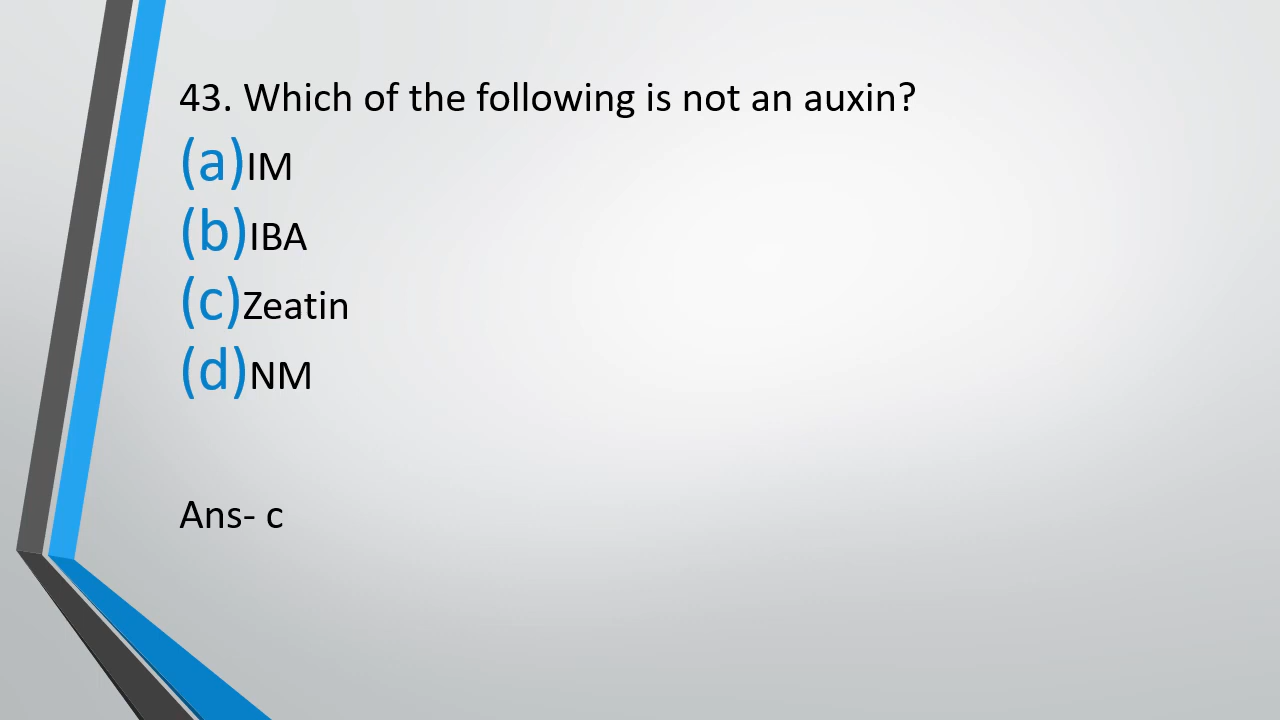 43. Which of the following is not an auxin?
(a)IM
(b)IBA
(c)Zeatin
(d)NM
Ans- c